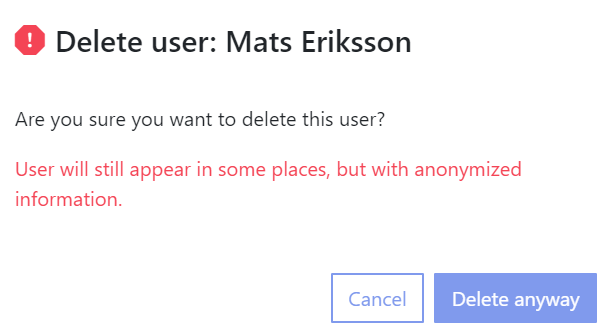 Delete user: Mats Eriksson
Are you sure you want to delete this user?
User will still appear in some places, but with anonymized
information.
Cancel
Delete anyway